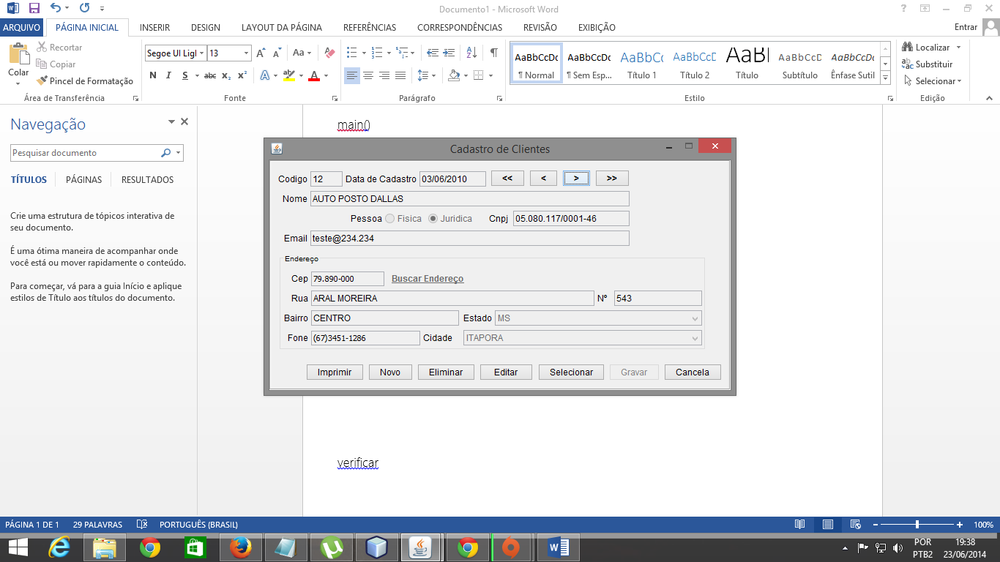 Documento1 - Microsoft Word
ARQUIVO PÁGINA INICIAL INSERIR DESIGN LAYOUT DA PÁGINA REFERÊNCIAS CORRESPONDÊNCIAS REVISÃO EXIBIÇÃO Entrar
Colar
Recortar
Copiar
Pincel de Formatação
Área de Transferência
Segoe UI Ligl 13
N I S abc x₂ x²
Fonte
Parágrafo
AaBbCcDc AaBbCcDc AaBbCc AaBbCcD AaBl AaBbCcD AaBbCcDc
¶ Normal ¶ Sem Esp... Título 1 Título 2 Título Subtítulo Ênfase Sutil
Estilo
Localizar
Substituir
Selecionar
Edição
Navegação
Pesquisar documento
TÍTULOS PÁGINAS RESULTADOS
Crie uma estrutura de tópicos interativa de
seu documento.
É uma ótima maneira de acompanhar onde
você está ou mover rapidamente o conteúdo.
Para começar, vá para a guia Início e aplique
estilos de Título aos títulos do documento.
main()
Cadastro de Clientes
Codigo 12 Data de Cadastro 03/06/2010 << < > >>
Nome AUTO POSTO DALLAS
Pessoa Fisica Juridica Cnpj 05.080.117/0001-46
Email teste@234.234
Endereço
Cep 79.890-000 Buscar Endereço
Rua ARAL MOREIRA Nº 543
Bairro CENTRO Estado MS
Fone (67)3451-1286 Cidade ITAPORA
Imprimir Novo Eliminar Editar Selecionar Gravar Cancela
verificar
PÁGINA 1 DE 1 29 PALAVRAS PORTUGUÊS (BRASIL) 100%
POR 19:38
PTB2 23/06/2014